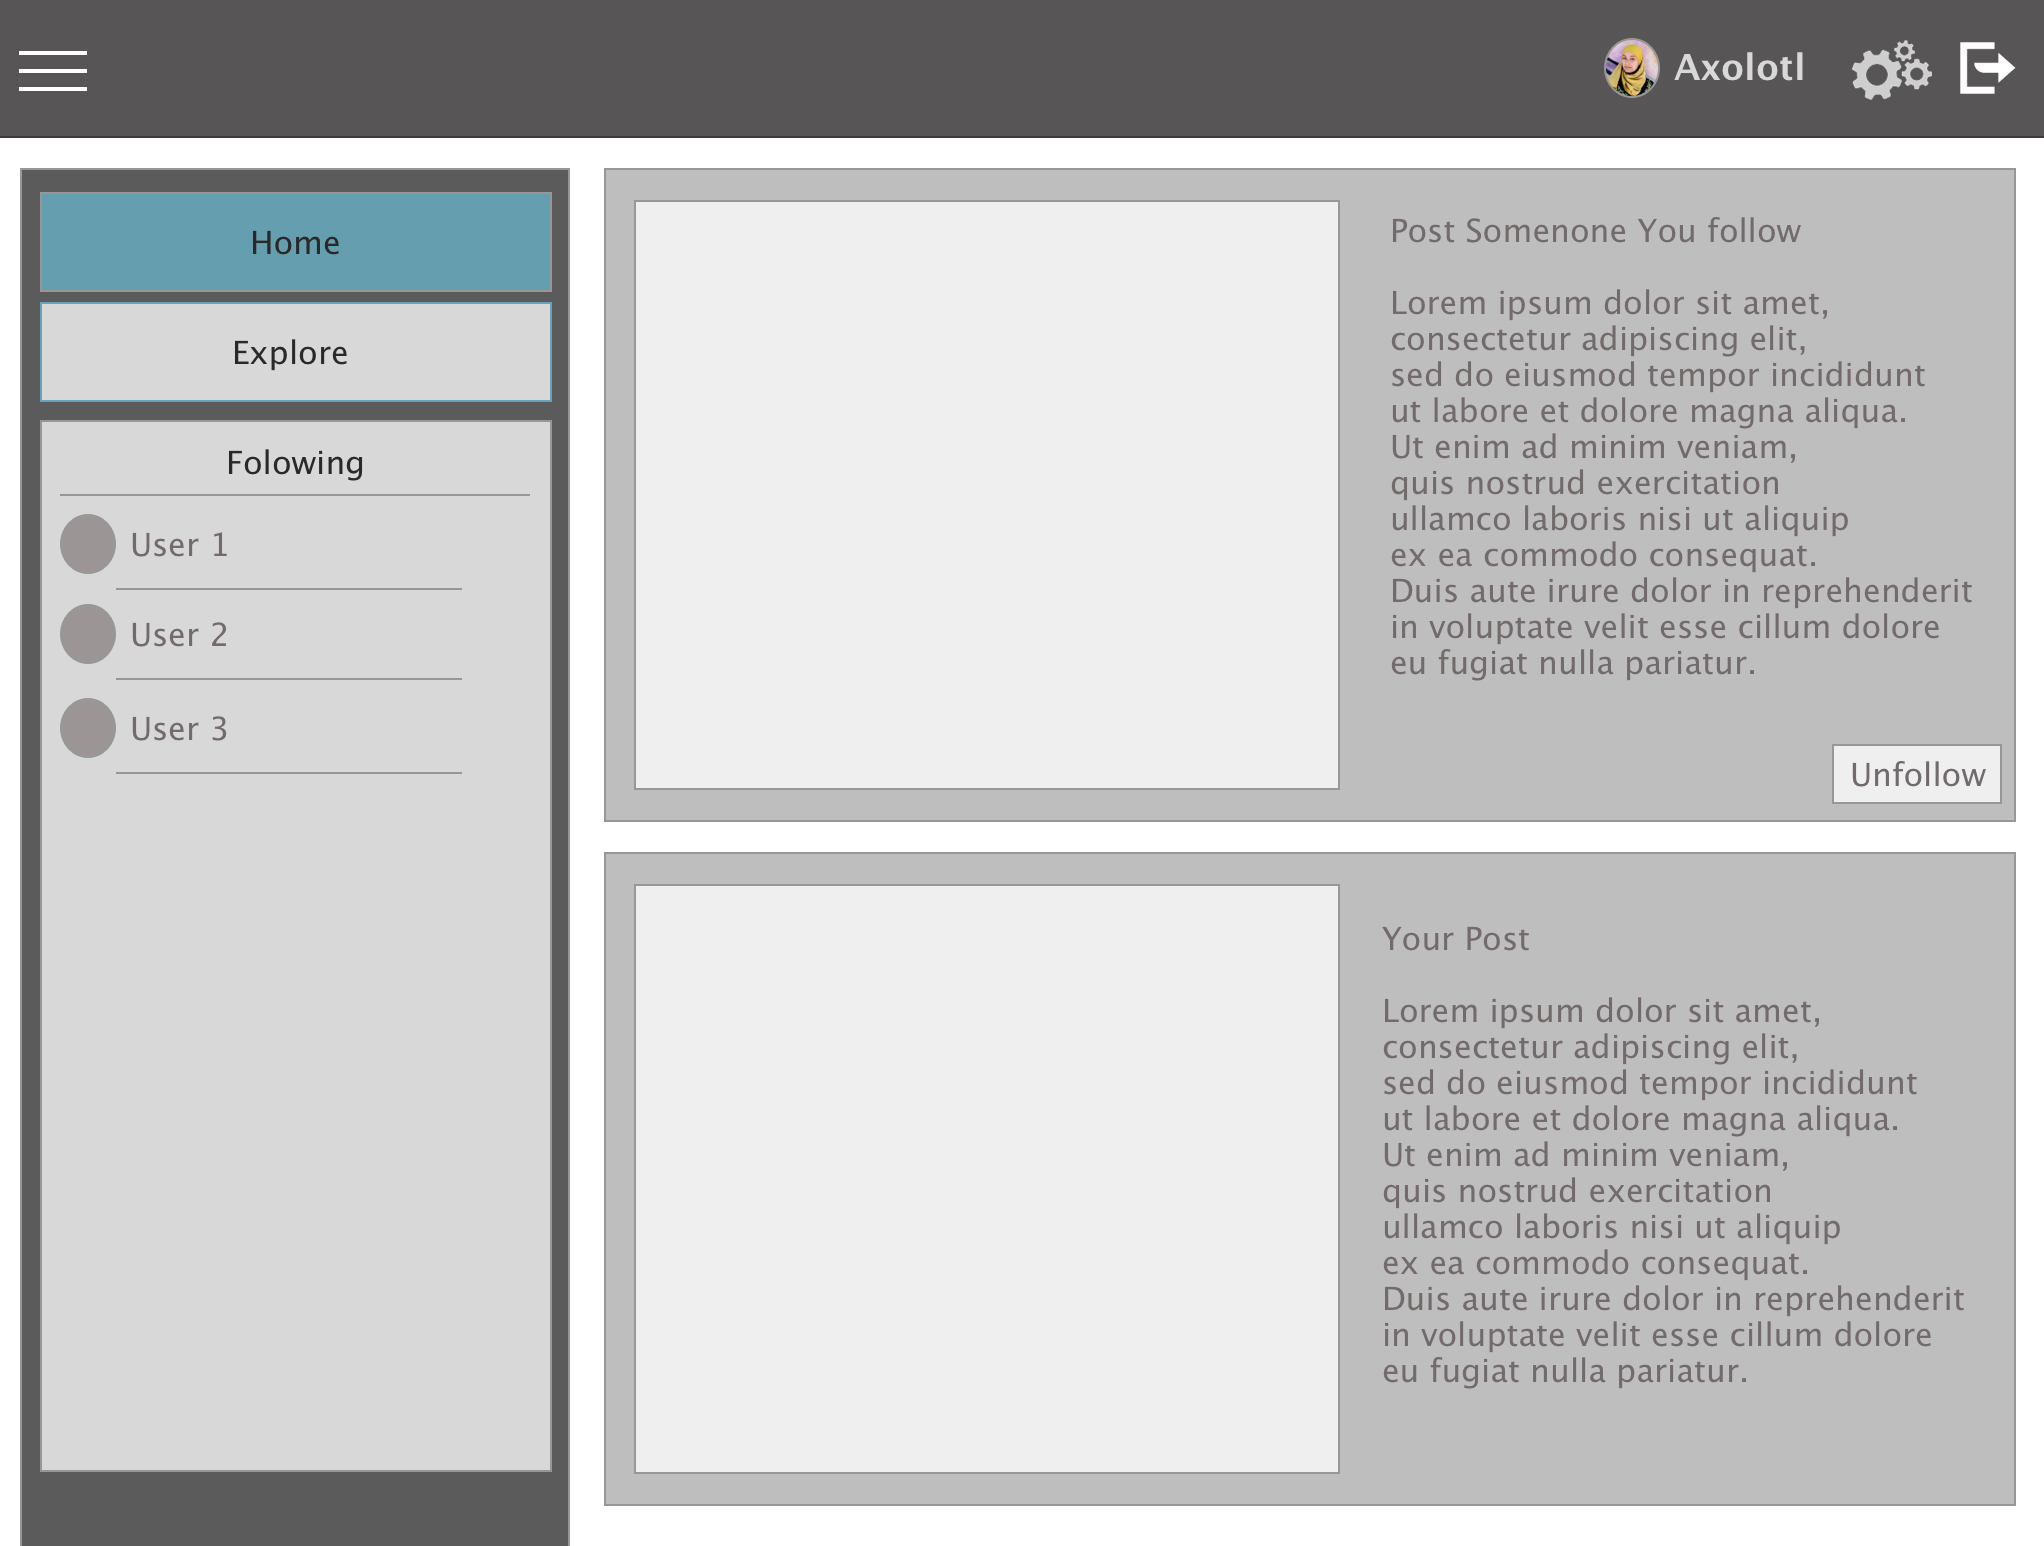 Axolotl
Home
Explore
Folowing
User 1
User 2
User 3
Post Somenone You follow
Lorem ipsum dolor sit amet,
consectetur adipiscing elit,
sed do eiusmod tempor incididunt
ut labore et dolore magna aliqua.
Ut enim ad minim veniam,
quis nostrud exercitation
ullamco laboris nisi ut aliquip
ex ea commodo consequat.
Duis aute irure dolor in reprehenderit
in voluptate velit esse cillum dolore
eu fugiat nulla pariatur.
Unfollow
Your Post
Lorem ipsum dolor sit amet,
consectetur adipiscing elit,
sed do eiusmod tempor incididunt
ut labore et dolore magna aliqua.
Ut enim ad minim veniam,
quis nostrud exercitation
ullamco laboris nisi ut aliquip
ex ea commodo consequat.
Duis aute irure dolor in reprehenderit
in voluptate velit esse cillum dolore
eu fugiat nulla pariatur.